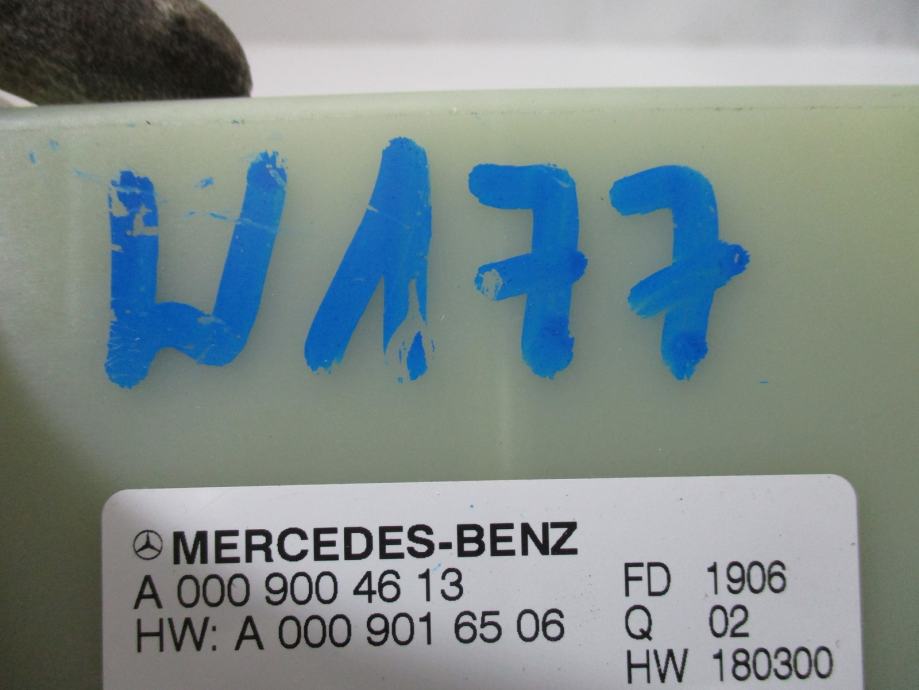 W177
MERCEDES-BENZ
A 000 900 46 13
HW: A 000 901 65 06
FD 1906
Q 02
HW 180300